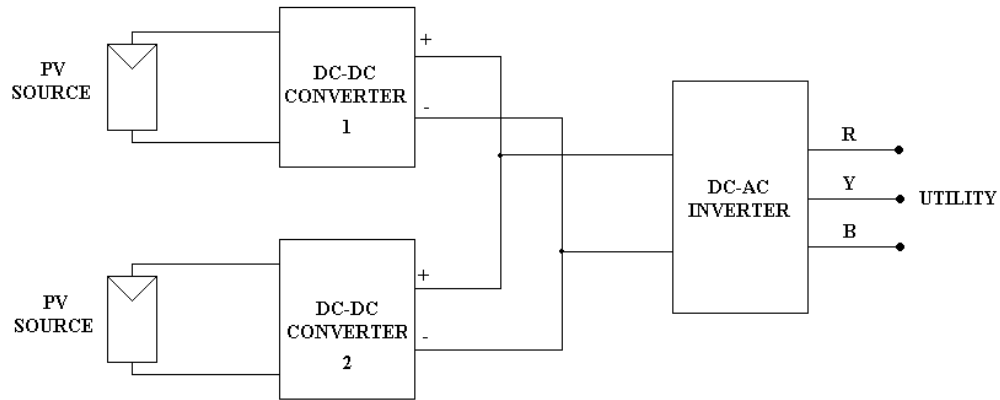 PV
SOURCE
DC-DC
CONVERTER
1
+
-
DC-AC
INVERTER
R
Y
B
UTILITY
PV
SOURCE
DC-DC
CONVERTER
2
+
-